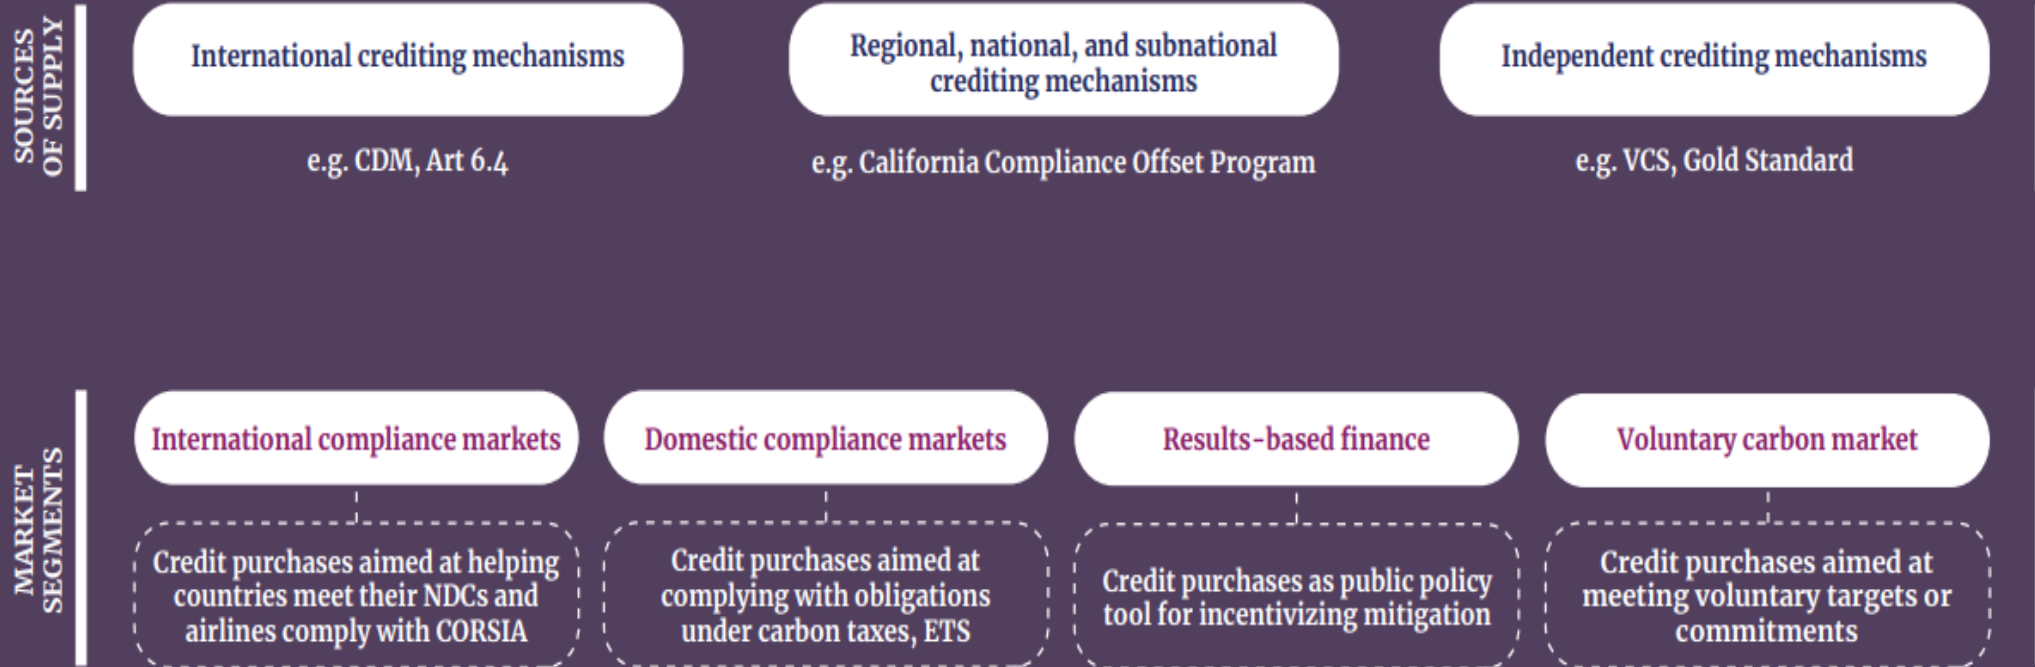 SOURCES
OF SUPPLY
International crediting mechanisms
e.g. CDM, Art 6.4
Regional, national, and subnational
crediting mechanisms
e.g. California Compliance Offset Program
Independent crediting mechanisms
e.g. VCS, Gold Standard
MARKET
SEGMENTS
International compliance markets
Credit purchases aimed at helping
countries meet their NDCs and
airlines comply with CORSIA
Domestic compliance markets
Credit purchases aimed at
complying with obligations
under carbon taxes, ETS
Results-based finance
Credit purchases as public policy
tool for incentivizing mitigation
Voluntary carbon market
Credit purchases aimed at
meeting voluntary targets or
commitments